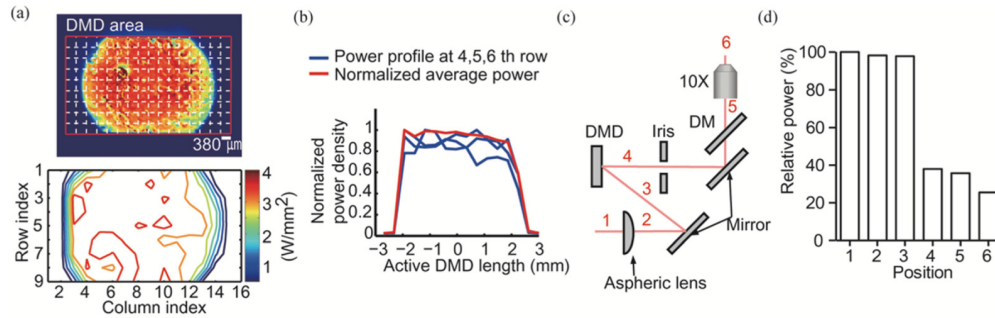 (a)
DMD area
380 μm
Row index
1
3
5
7
9
2 4 6 8 10 12 14 16
Column index
4
3
2
1
(W/mm²)
(b)
Power profile at 4,5,6 th row
Normalized average power
Normalized
power density
1
0.8
0.6
0.4
0.2
0
−3 −2 −1 0 1 2 3
Active DMD length (mm)
(c)
6
10X
5
DMD
Iris
DM
4
3
1
2
Mirror
Aspheric lens
(d)
Relative power (%)
100
80
60
40
20
0
1 2 3 4 5 6
Position